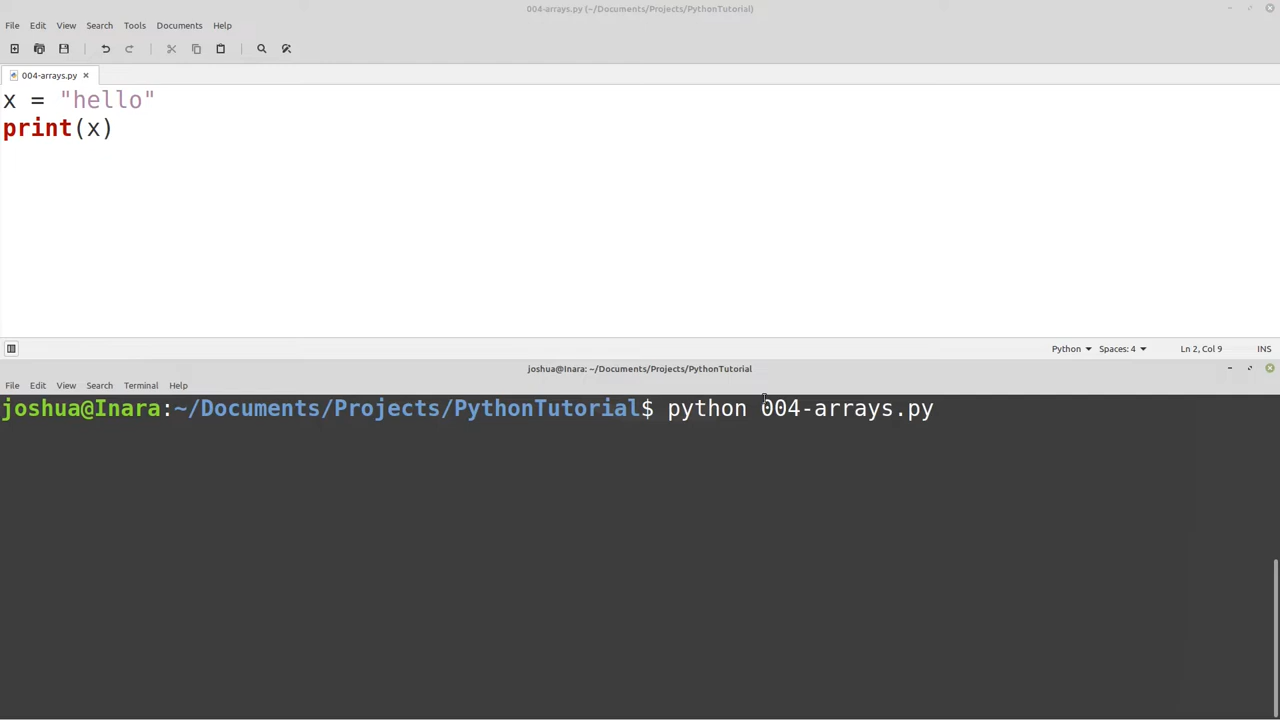 004-arrays.py (~/Documents/Projects/PythonTutorial)
File Edit View Search Tools Documents Help
004-arrays.py
x = "hello"
print(x)
Python Spaces: 4 Ln 2, Col 9 INS
joshua@Inara: ~/Documents/Projects/PythonTutorial
File Edit View Search Terminal Help
joshua@Inara:~/Documents/Projects/PythonTutorial$ python 004-arrays.py